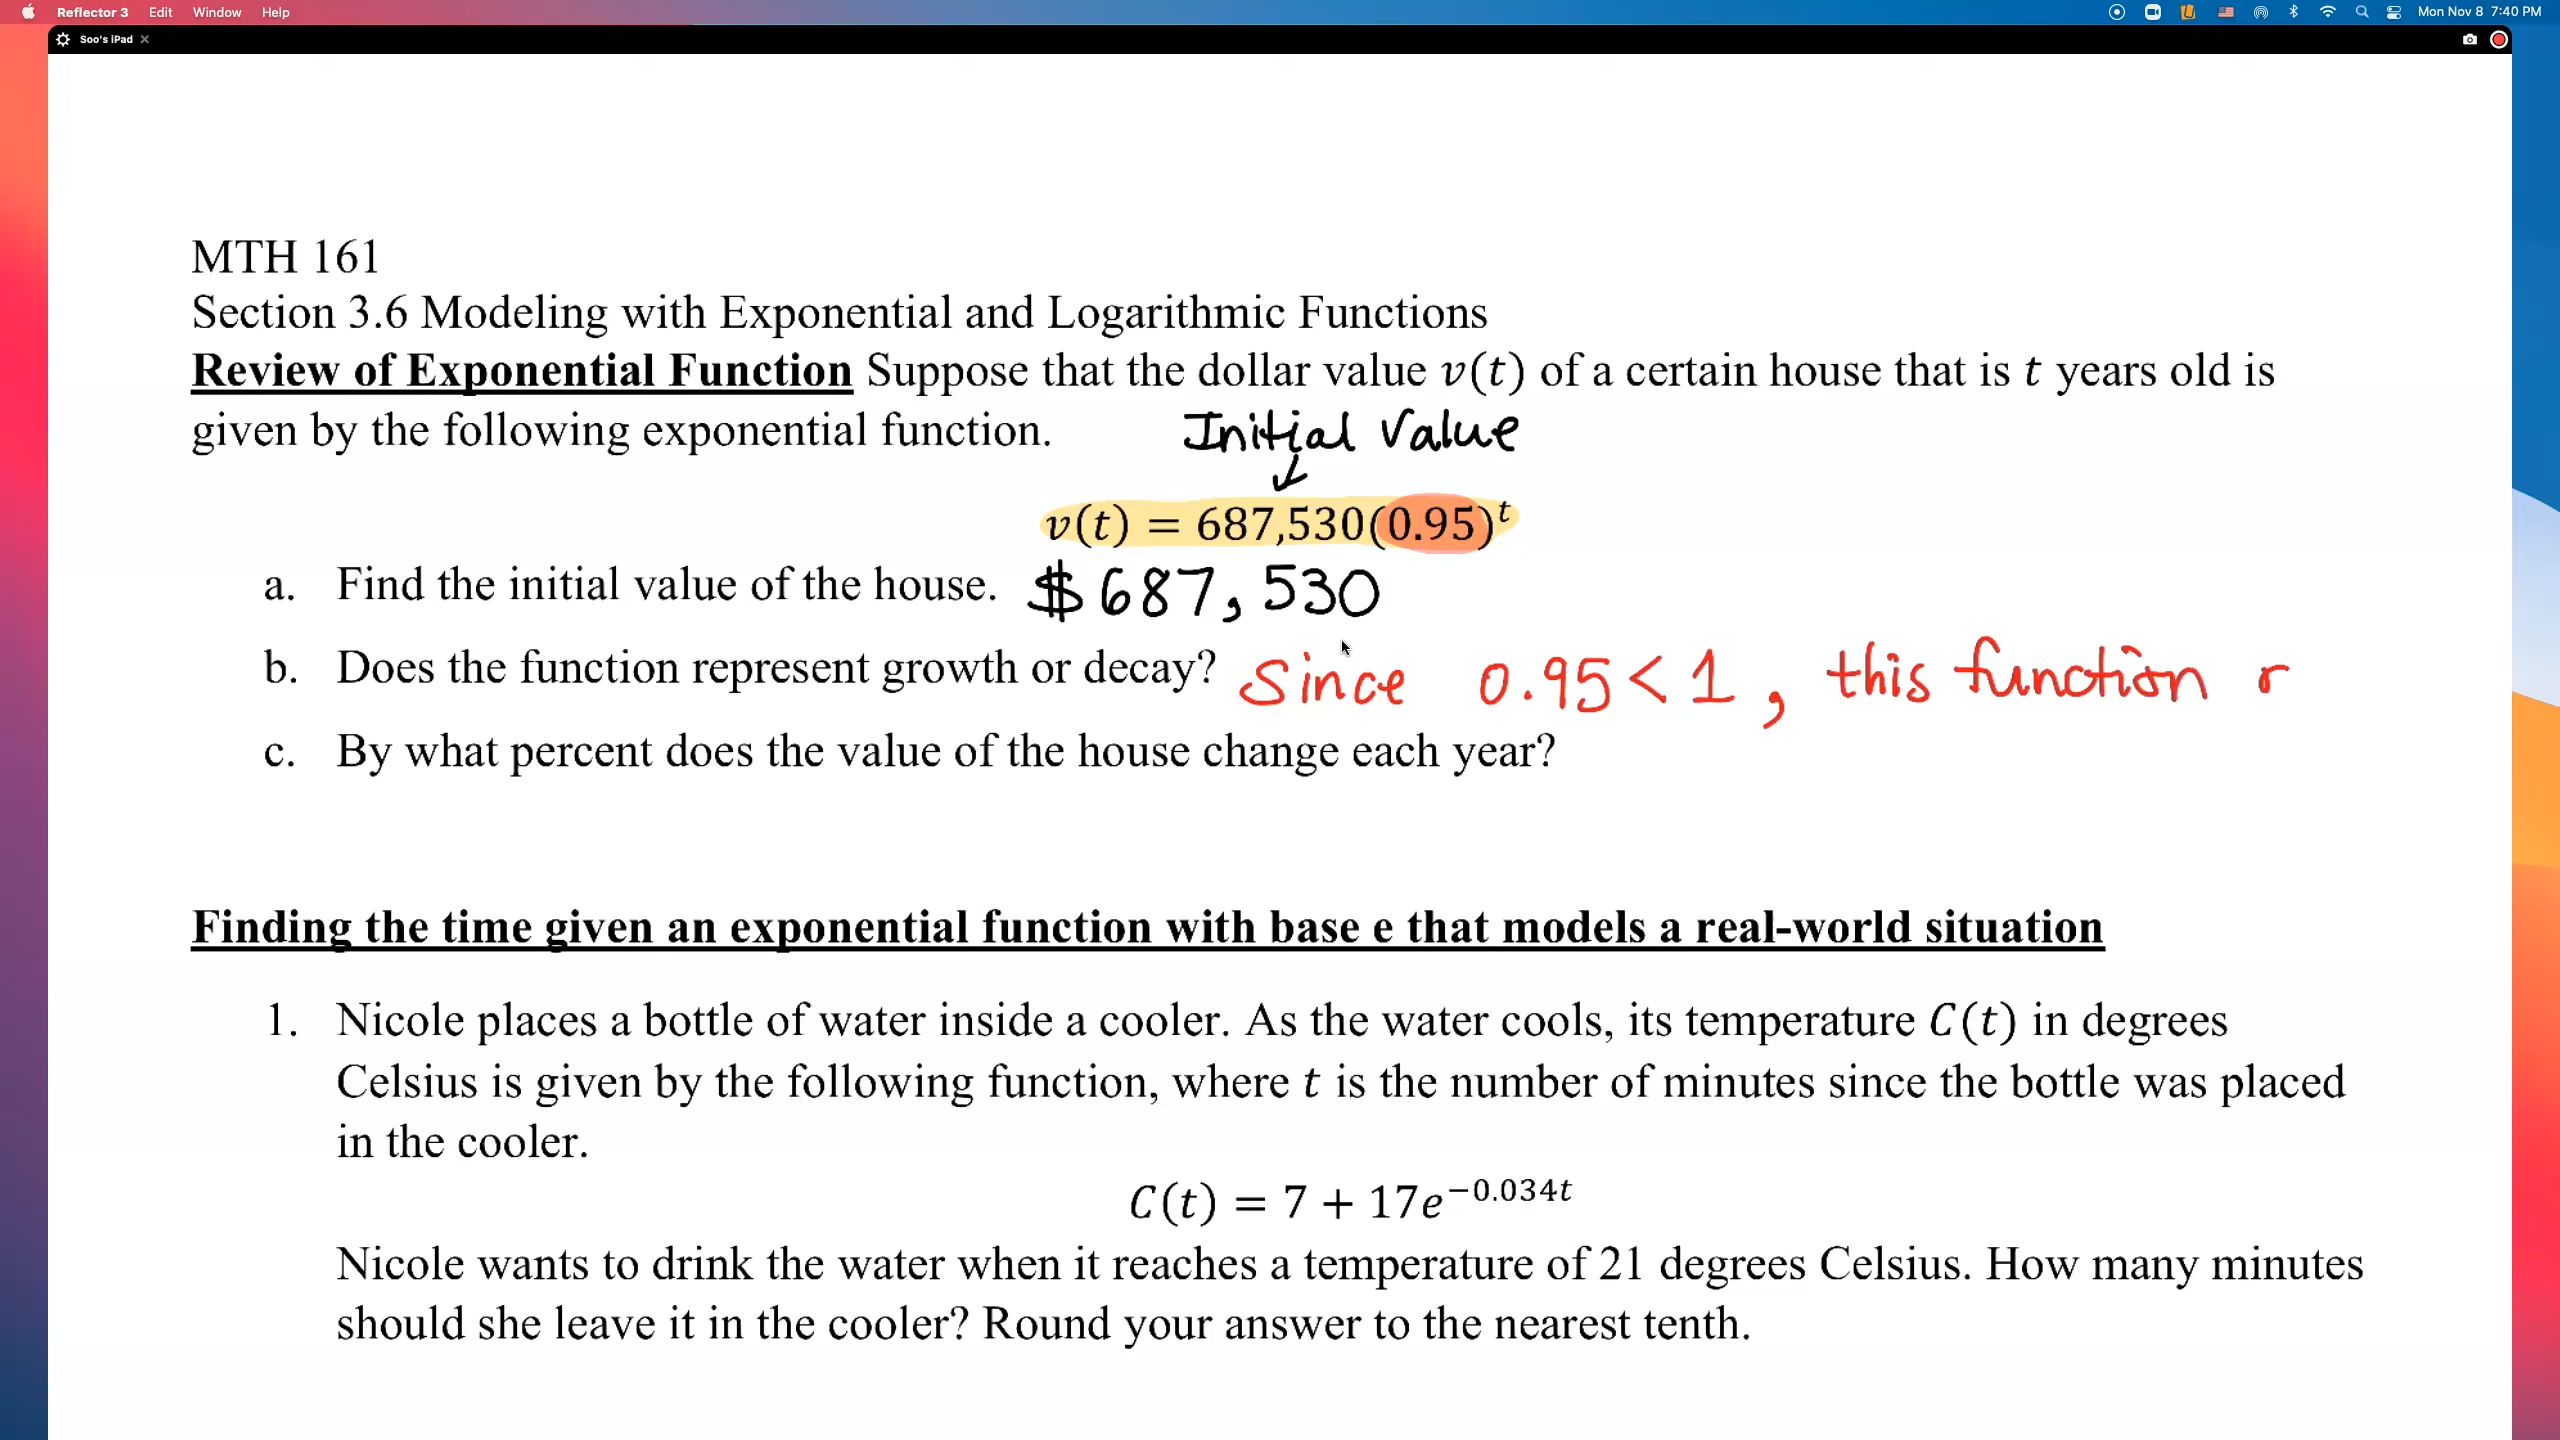 Reflector 3 Edit Window Help Mon Nov 8 7:40 PM
Soo's iPad
MTH 161
Section 3.6 Modeling with Exponential and Logarithmic Functions
Review of Exponential Function Suppose that the dollar value v(t) of a certain house that is t years old is
given by the following exponential function. Initial Value
v(t) = 687,530(0.95)^t
a. Find the initial value of the house. $687,530
b. Does the function represent growth or decay? Since 0.95 < 1, this function r
c. By what percent does the value of the house change each year?
Finding the time given an exponential function with base e that models a real-world situation
1. Nicole places a bottle of water inside a cooler. As the water cools, its temperature C(t) in degrees
Celsius is given by the following function, where t is the number of minutes since the bottle was placed
in the cooler.
C(t) = 7 + 17e^−0.034t
Nicole wants to drink the water when it reaches a temperature of 21 degrees Celsius. How many minutes
should she leave it in the cooler? Round your answer to the nearest tenth.